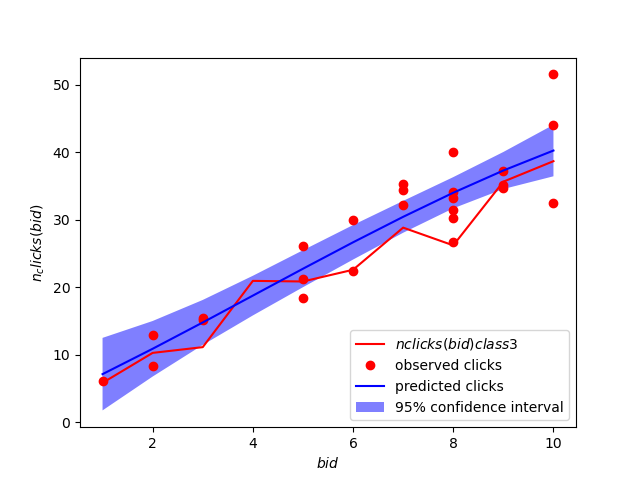 50
40
30
20
10
0
n_clicks(bid)
2
4
6
8
10
bid
nclicks(bid)class3
observed clicks
predicted clicks
95% confidence interval